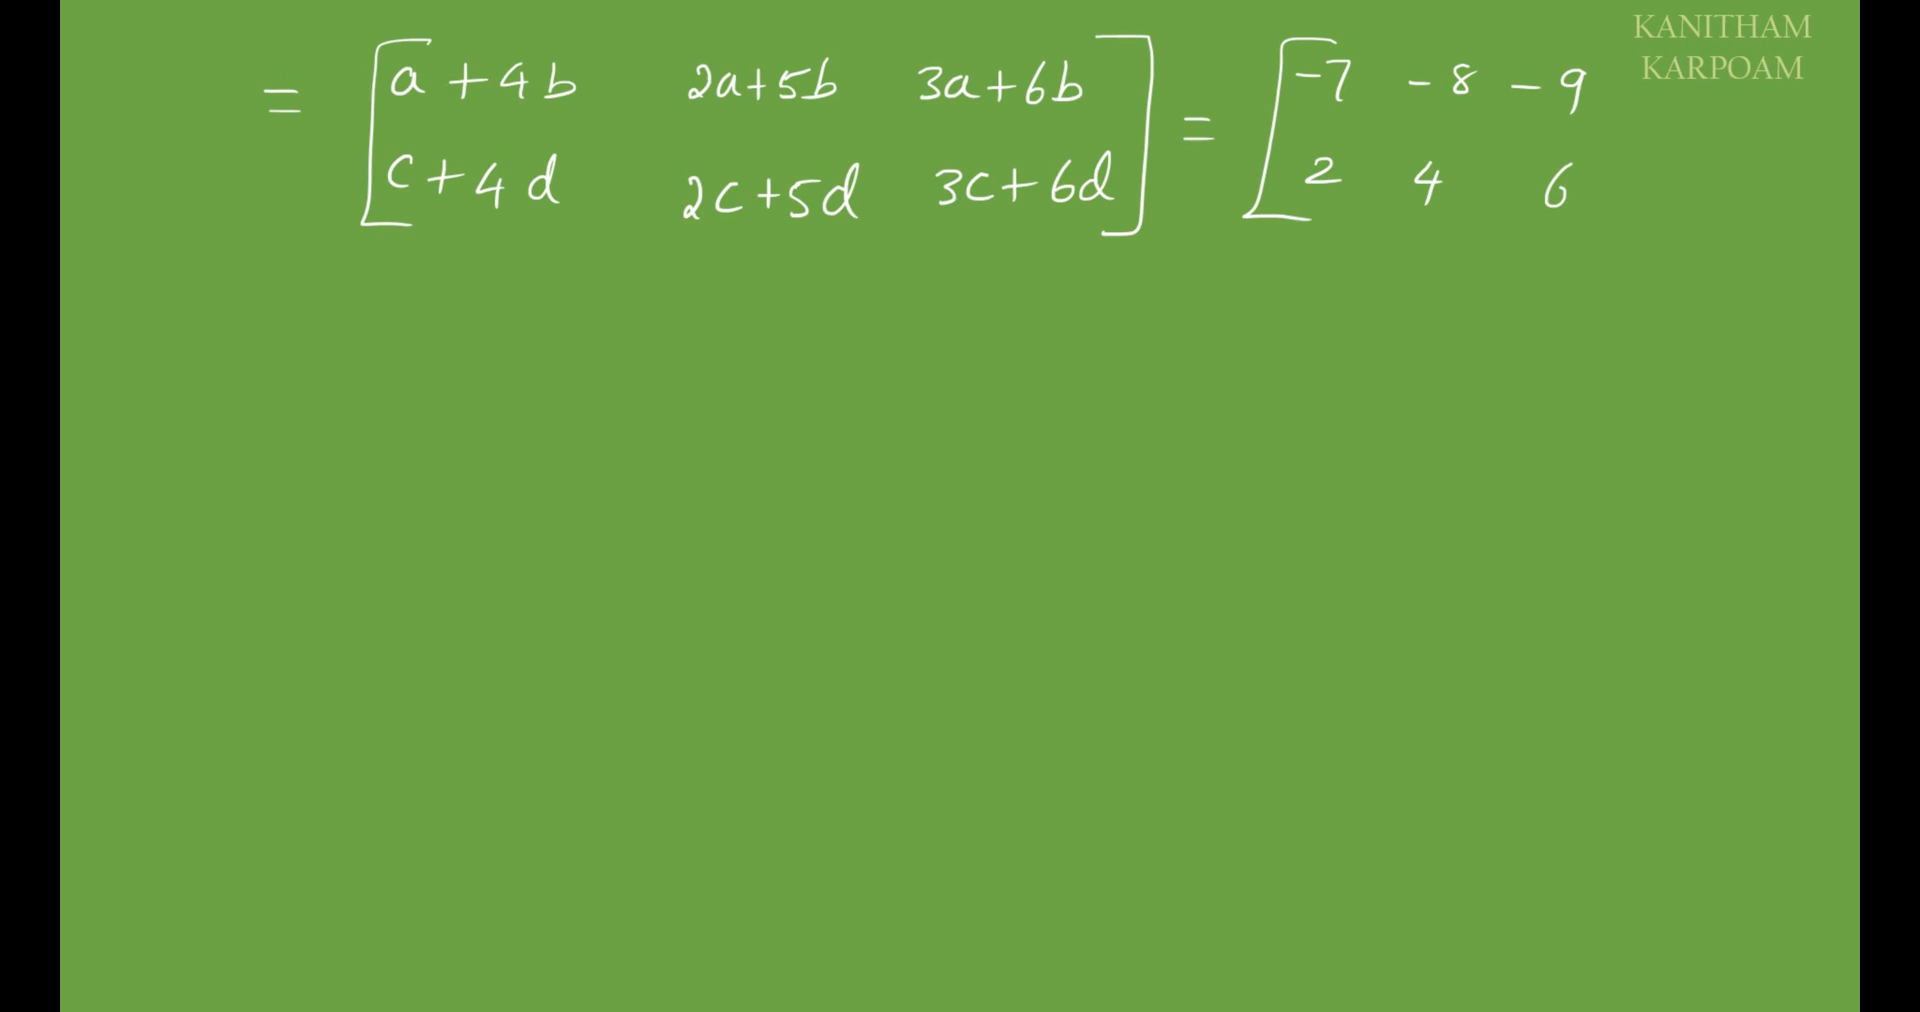 KANITHAM
KARPOAM
= [ a + 4b 2a+5b 3a+6b ] = [ -7 -8 -9
c + 4d 2c+5d 3c+6d 2 4 6